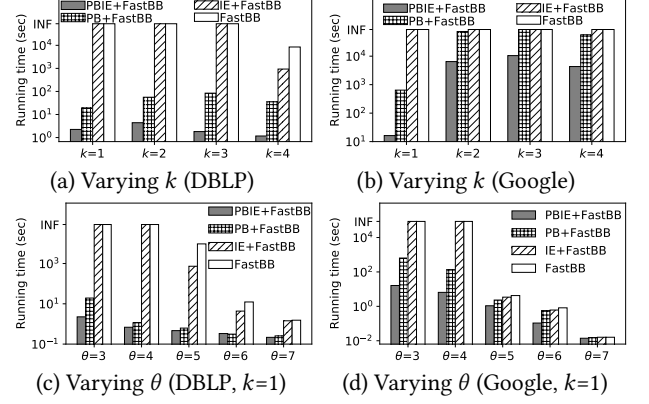 PBIE+FastBB IE+FastBB
PB+FastBB FastBB
Running time (sec)
INF
10^4
10^3
10^2
10^1
10^0
k=1 k=2 k=3 k=4
(a) Varying k (DBLP)
PBIE+FastBB IE+FastBB
PB+FastBB FastBB
Running time (sec)
INF
10^4
10^3
10^2
10^1
k=1 k=2 k=3 k=4
(b) Varying k (Google)
PBIE+FastBB
PB+FastBB
IE+FastBB
FastBB
Running time (sec)
INF
10^3
10^1
10^-1
θ=3 θ=4 θ=5 θ=6 θ=7
(c) Varying θ (DBLP, k=1)
PBIE+FastBB
PB+FastBB
IE+FastBB
FastBB
Running time (sec)
INF
10^4
10^2
10^0
10^-2
θ=3 θ=4 θ=5 θ=6 θ=7
(d) Varying θ (Google, k=1)